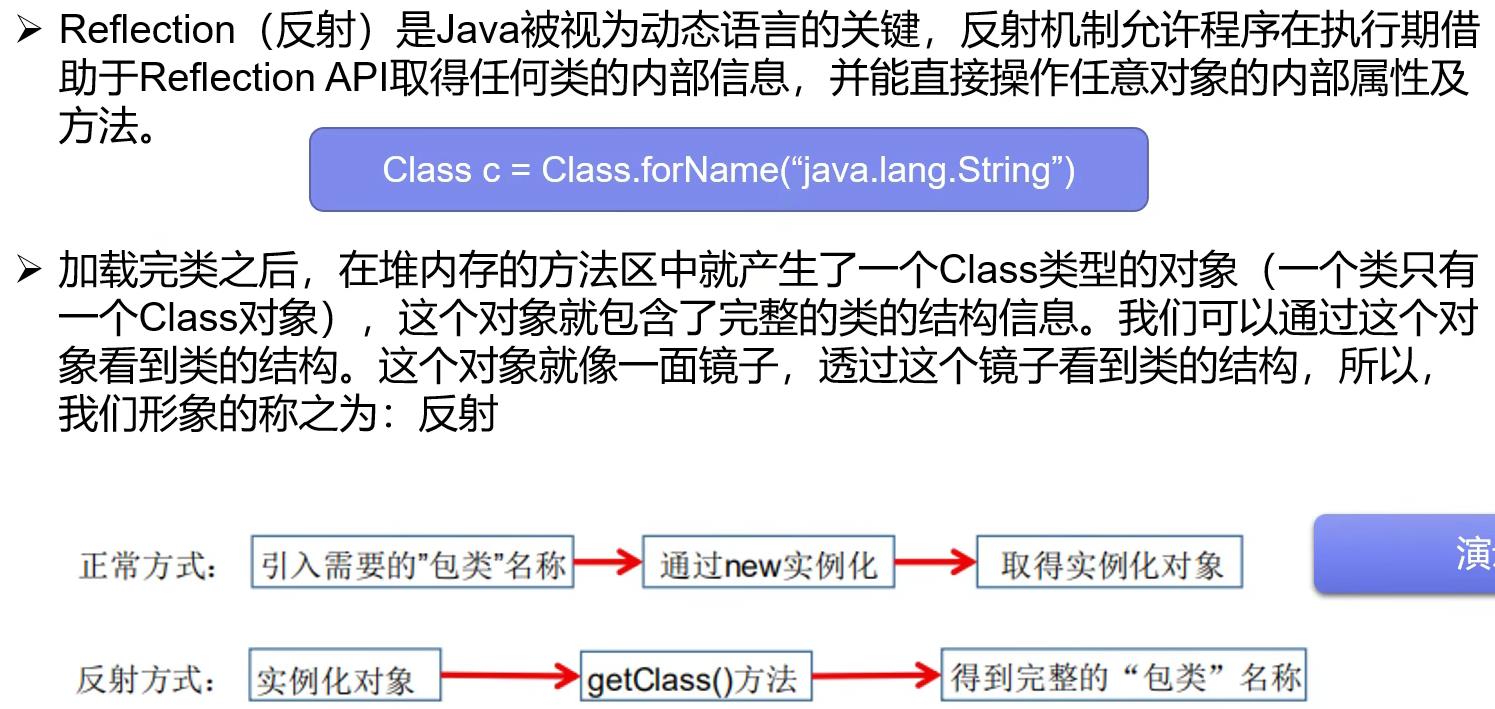 ➢ Reflection（反射）是Java被视为动态语言的关键，反射机制允许程序在执行期借
助于Reflection API取得任何类的内部信息，并能直接操作任意对象的内部属性及
方法。
Class c = Class.forName(“java.lang.String”)
➢ 加载完类之后，在堆内存的方法区中就产生了一个Class类型的对象（一个类只有
一个Class对象），这个对象就包含了完整的类的结构信息。我们可以通过这个对
象看到类的结构。这个对象就像一面镜子，透过这个镜子看到类的结构，所以，
我们形象的称之为：反射
正常方式： 引入需要的”包类”名称 通过new实例化 取得实例化对象
演
反射方式： 实例化对象 getClass()方法 得到完整的“包类”名称